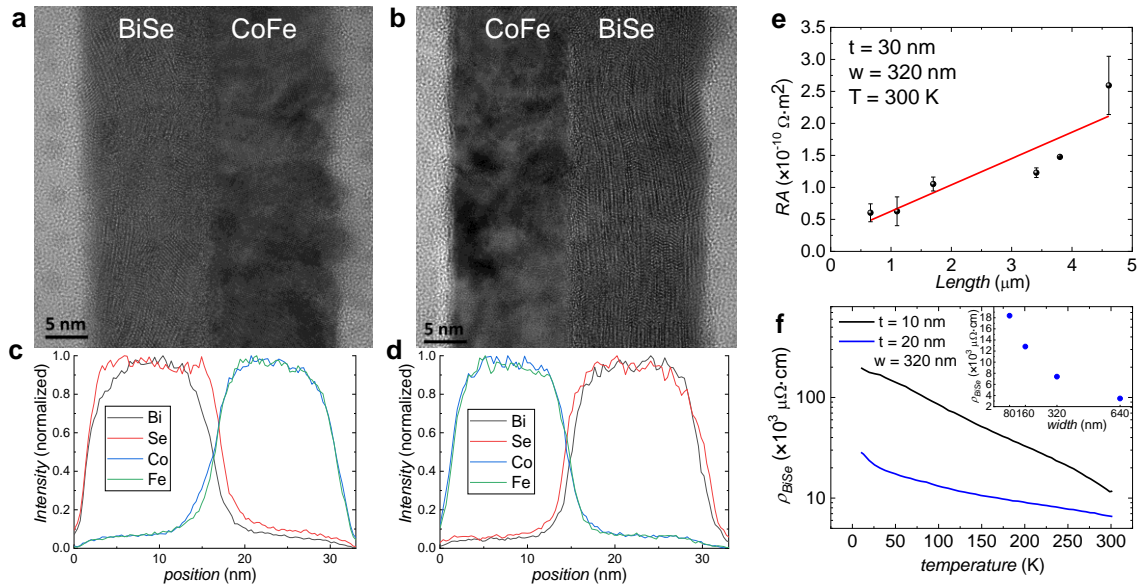 a
BiSe CoFe
5 nm
b
CoFe BiSe
5 nm
c
Intensity (normalized)
1.0
0.8
0.6
0.4
0.2
0.0
Bi
Se
Co
Fe
0 10 20 30
position (nm)
d
Intensity (normalized)
1.0
0.8
0.6
0.4
0.2
0.0
Bi
Se
Co
Fe
0 10 20 30
position (nm)
e
RA (×10⁻¹⁰ Ω·m²)
3.5
3.0
2.5
2.0
1.5
1.0
0.5
0.0
t = 30 nm
w = 320 nm
T = 300 K
0 1 2 3 4 5
Length (μm)
f
ρBiSe (×10³ μΩ·cm)
100
10
t = 10 nm
t = 20 nm
w = 320 nm
ρBiSe (×10³ μΩ·cm)
18
16
14
12
10
8
6
4
2
80 160 320 640
width (nm)
0 50 100 150 200 250 300
temperature (K)